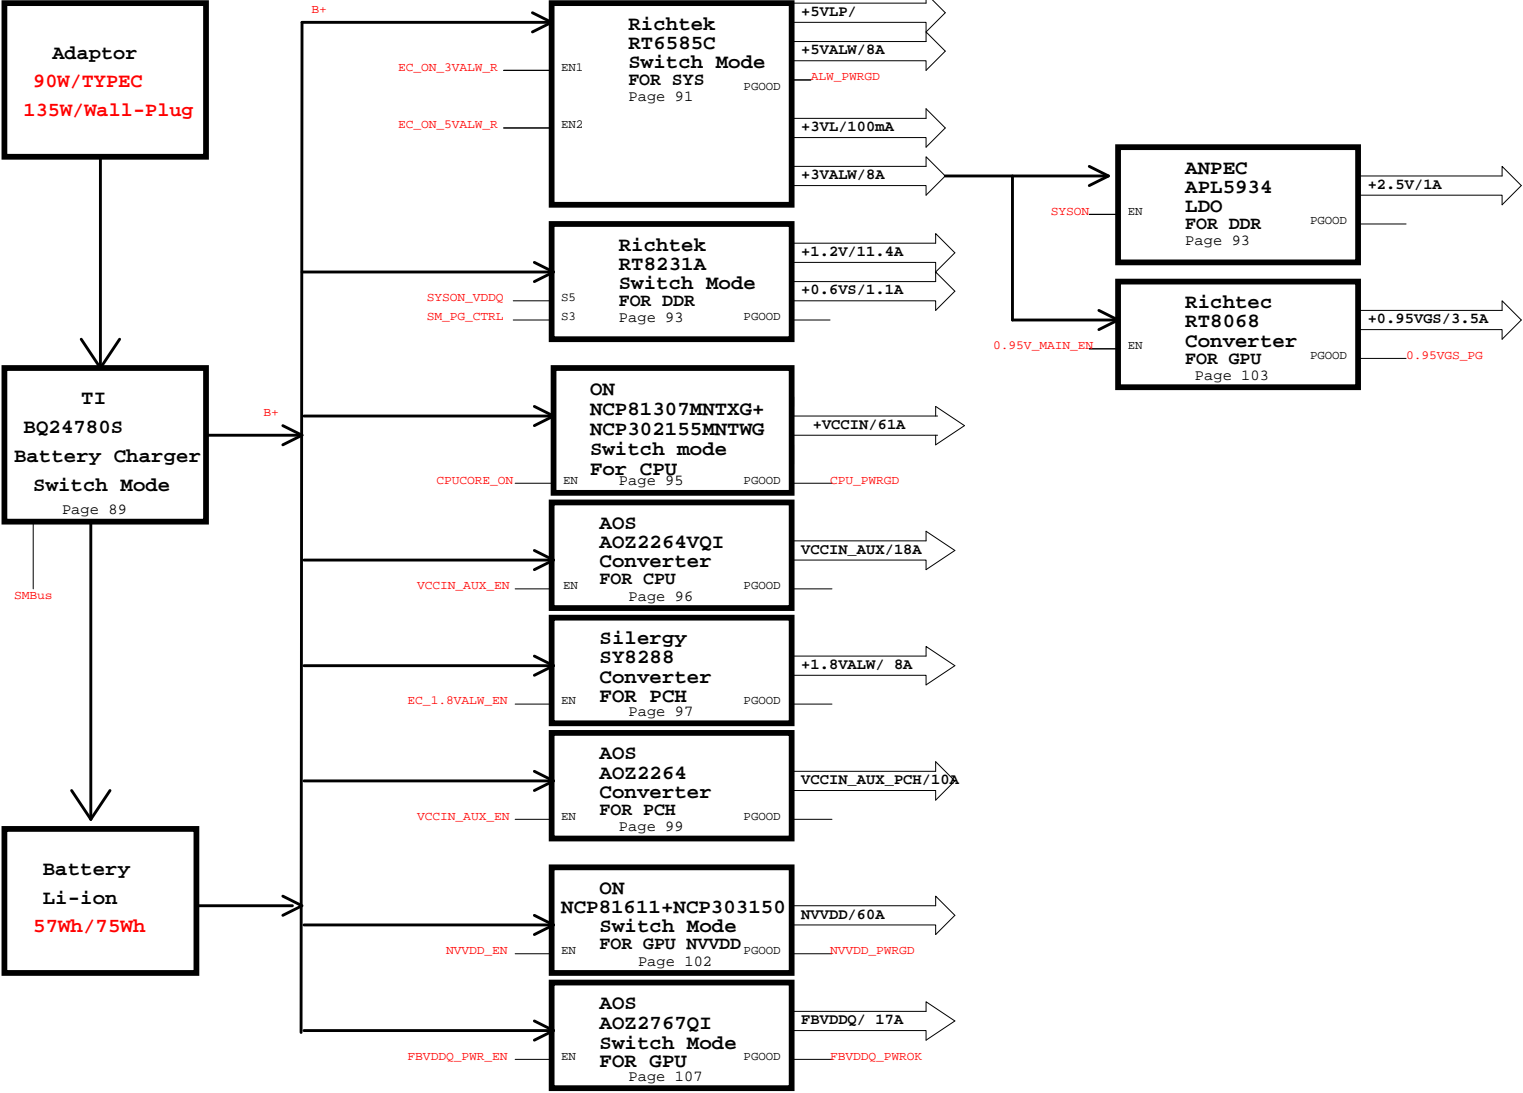 Adaptor
90W/TYPEC
135W/Wall-Plug
TI
BQ24780S
Battery Charger
Switch Mode
Page 89
SMBus
Battery
Li-ion
57Wh/75Wh
B+
B+
Richtek
RT6585C
Switch Mode
FOR SYS
Page 91
EC_ON_3VALW_R
EN1
EC_ON_5VALW_R
EN2
PGOOD
+5VLP/
+5VALW/8A
ALW_PWRGD
+3VL/100mA
+3VALW/8A
Richtek
RT8231A
Switch Mode
FOR DDR
Page 93
SYSON_VDDQ
S5
SM_PG_CTRL
S3
PGOOD
+1.2V/11.4A
+0.6VS/1.1A
ON
NCP81307MNTXG+
NCP302155MNTWG
Switch mode
For CPU
Page 95
CPUCORE_ON
EN
PGOOD
+VCCIN/61A
CPU_PWRGD
AOS
AOZ2264VQI
Converter
FOR CPU
Page 96
VCCIN_AUX_EN
EN
PGOOD
VCCIN_AUX/18A
Silergy
SY8288
Converter
FOR PCH
Page 97
EC_1.8VALW_EN
EN
PGOOD
+1.8VALW/ 8A
AOS
AOZ2264
Converter
FOR PCH
Page 99
VCCIN_AUX_EN
EN
PGOOD
VCCIN_AUX_PCH/10A
ON
NCP81611+NCP303150
Switch Mode
FOR GPU NVVDD
Page 102
NVVDD_EN
EN
PGOOD
NVVDD/60A
NVVDD_PWRGD
AOS
AOZ2767QI
Switch Mode
FOR GPU
Page 107
FBVDDQ_PWR_EN
EN
PGOOD
FBVDDQ/ 17A
FBVDDQ_PWROK
ANPEC
APL5934
LDO
FOR DDR
Page 93
SYSON
EN
PGOOD
+2.5V/1A
Richtec
RT8068
Converter
FOR GPU
Page 103
0.95V_MAIN_EN
EN
PGOOD
+0.95VGS/3.5A
0.95VGS_PG